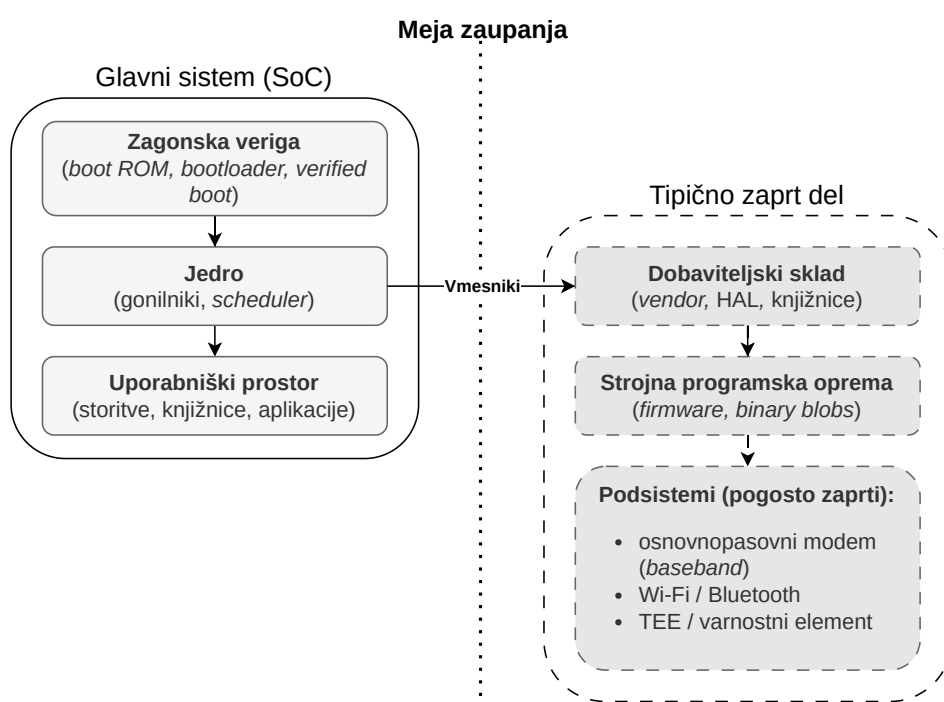 Meja zaupanja
Glavni sistem (SoC)
Zagonska veriga
(boot ROM, bootloader, verified
boot)
Jedro
(gonilniki, scheduler)
Uporabniški prostor
(storitve, knjižnice, aplikacije)
Vmesniki
Tipično zaprt del
Dobaviteljski sklad
(vendor, HAL, knjižnice)
Strojna programska oprema
(firmware, binary blobs)
Podsistemi (pogosto zaprti):
• osnovnopasovni modem
(baseband)
• Wi-Fi / Bluetooth
• TEE / varnostni element